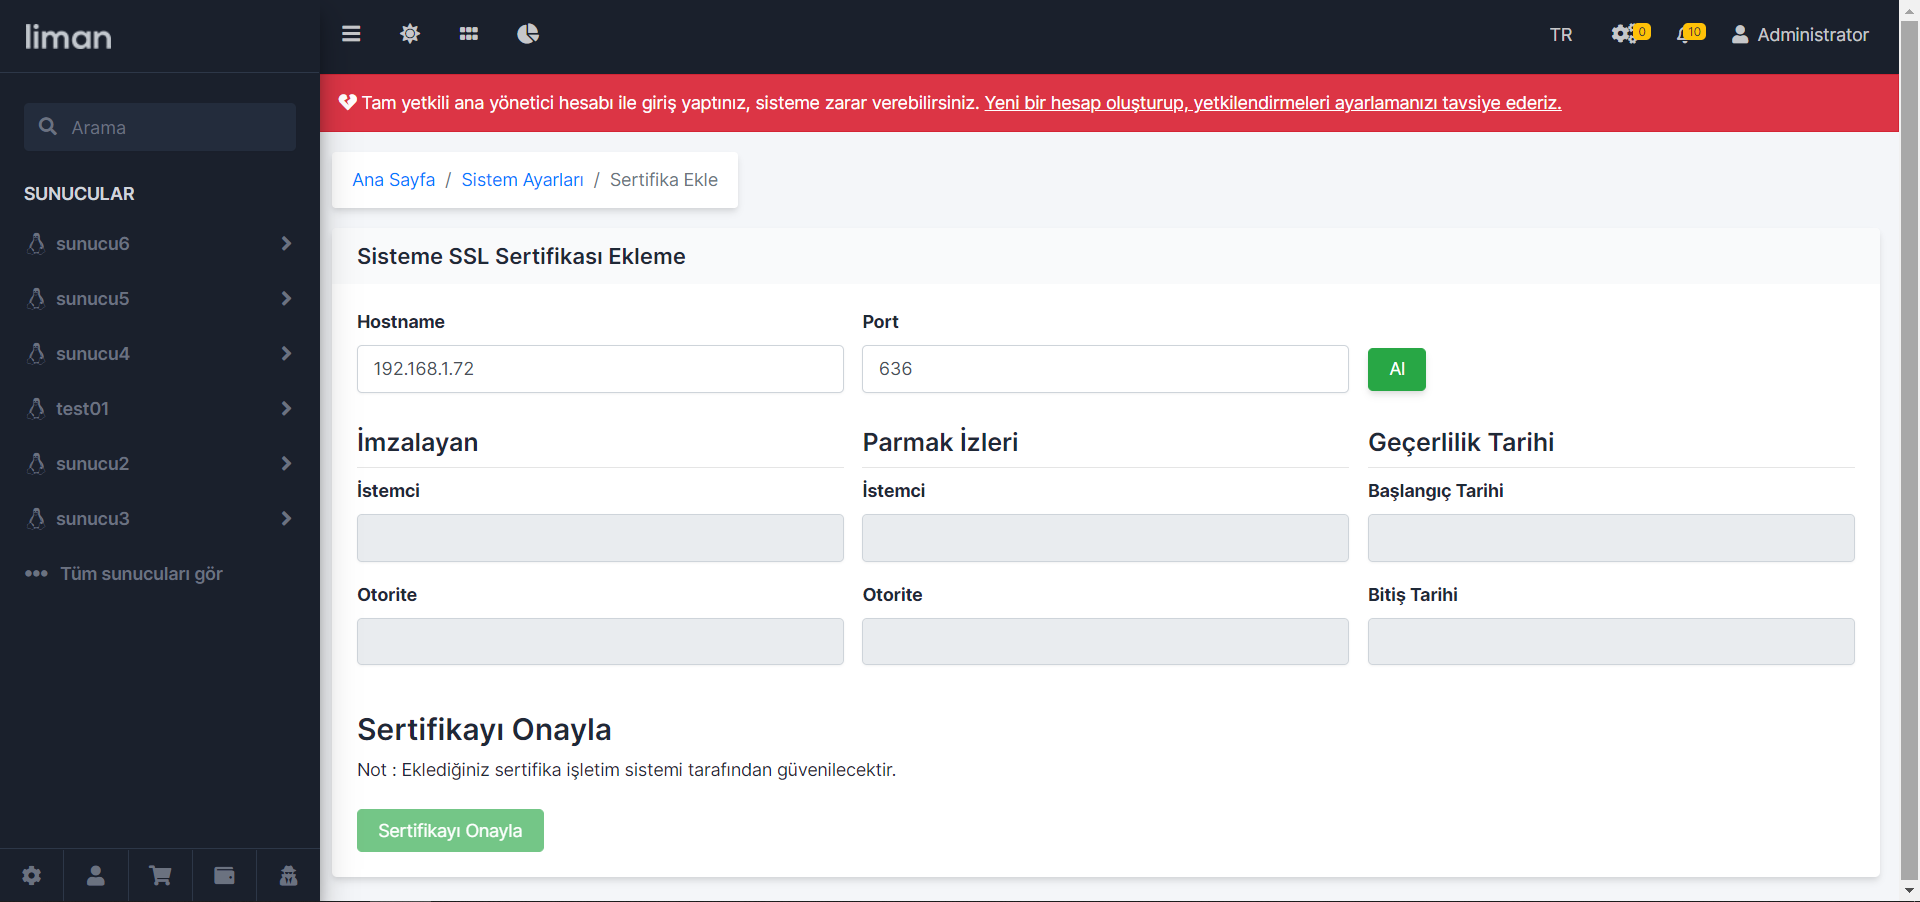 liman
TR
0
10
Administrator
Tam yetkili ana yönetici hesabı ile giriş yaptınız, sisteme zarar verebilirsiniz. Yeni bir hesap oluşturup, yetkilendirmeleri ayarlamanızı tavsiye ederiz.
Arama
SUNUCULAR
sunucu6
sunucu5
sunucu4
test01
sunucu2
sunucu3
Tüm sunucuları gör
Ana Sayfa / Sistem Ayarları / Sertifika Ekle
Sisteme SSL Sertifikası Ekleme
Hostname
Port
192.168.1.72
636
Al
İmzalayan
Parmak İzleri
Geçerlilik Tarihi
İstemci
İstemci
Başlangıç Tarihi
Otorite
Otorite
Bitiş Tarihi
Sertifikayı Onayla
Not : Eklediğiniz sertifika işletim sistemi tarafından güvenilecektir.
Sertifikayı Onayla